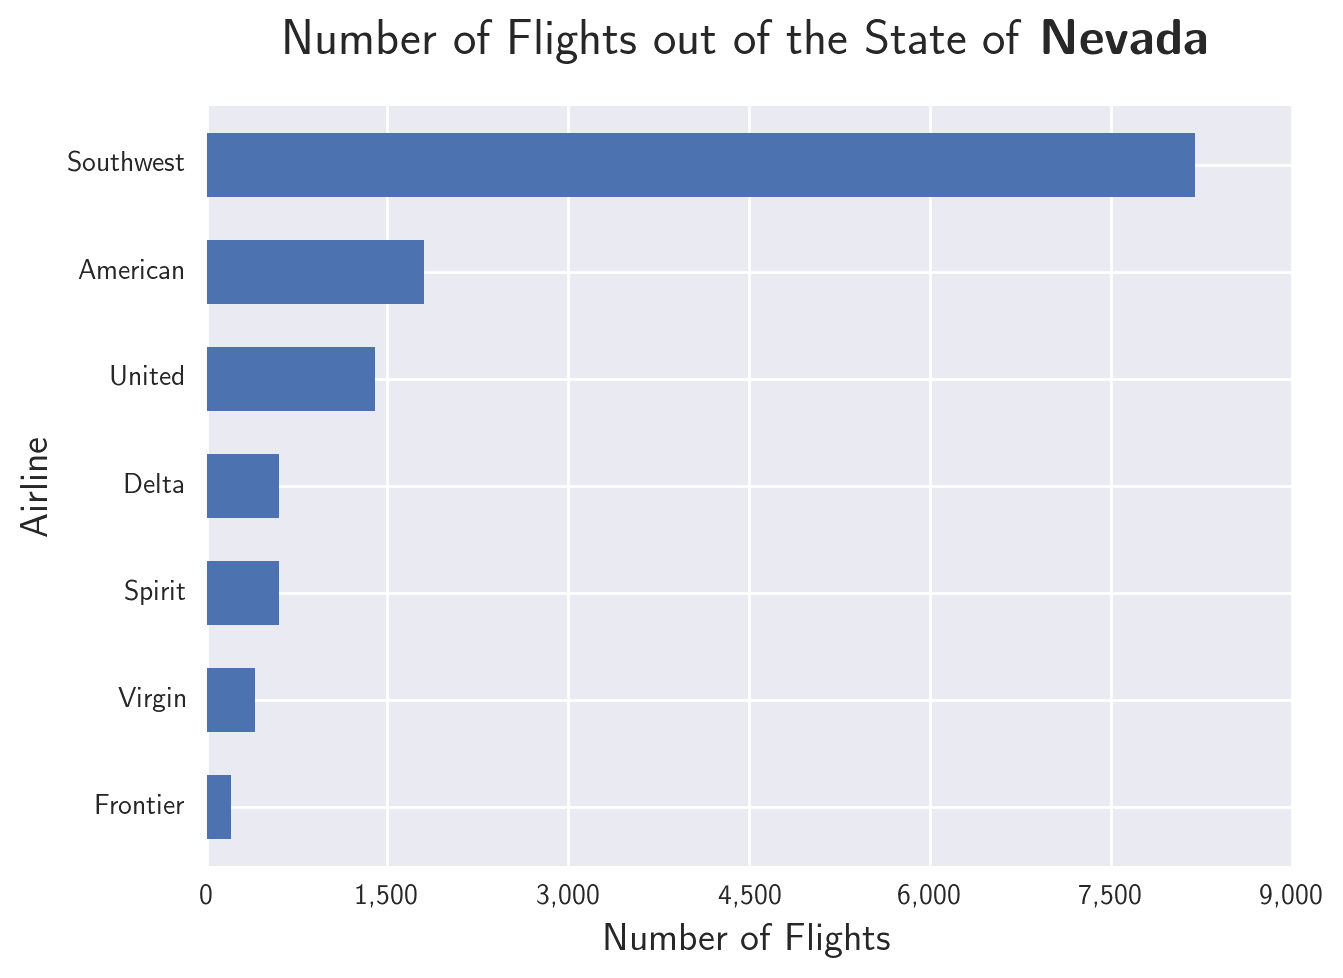 Number of Flights out of the State of Nevada
Southwest
American
United
Delta
Spirit
Virgin
Frontier
Airline
0 1,500 3,000 4,500 6,000 7,500 9,000
Number of Flights